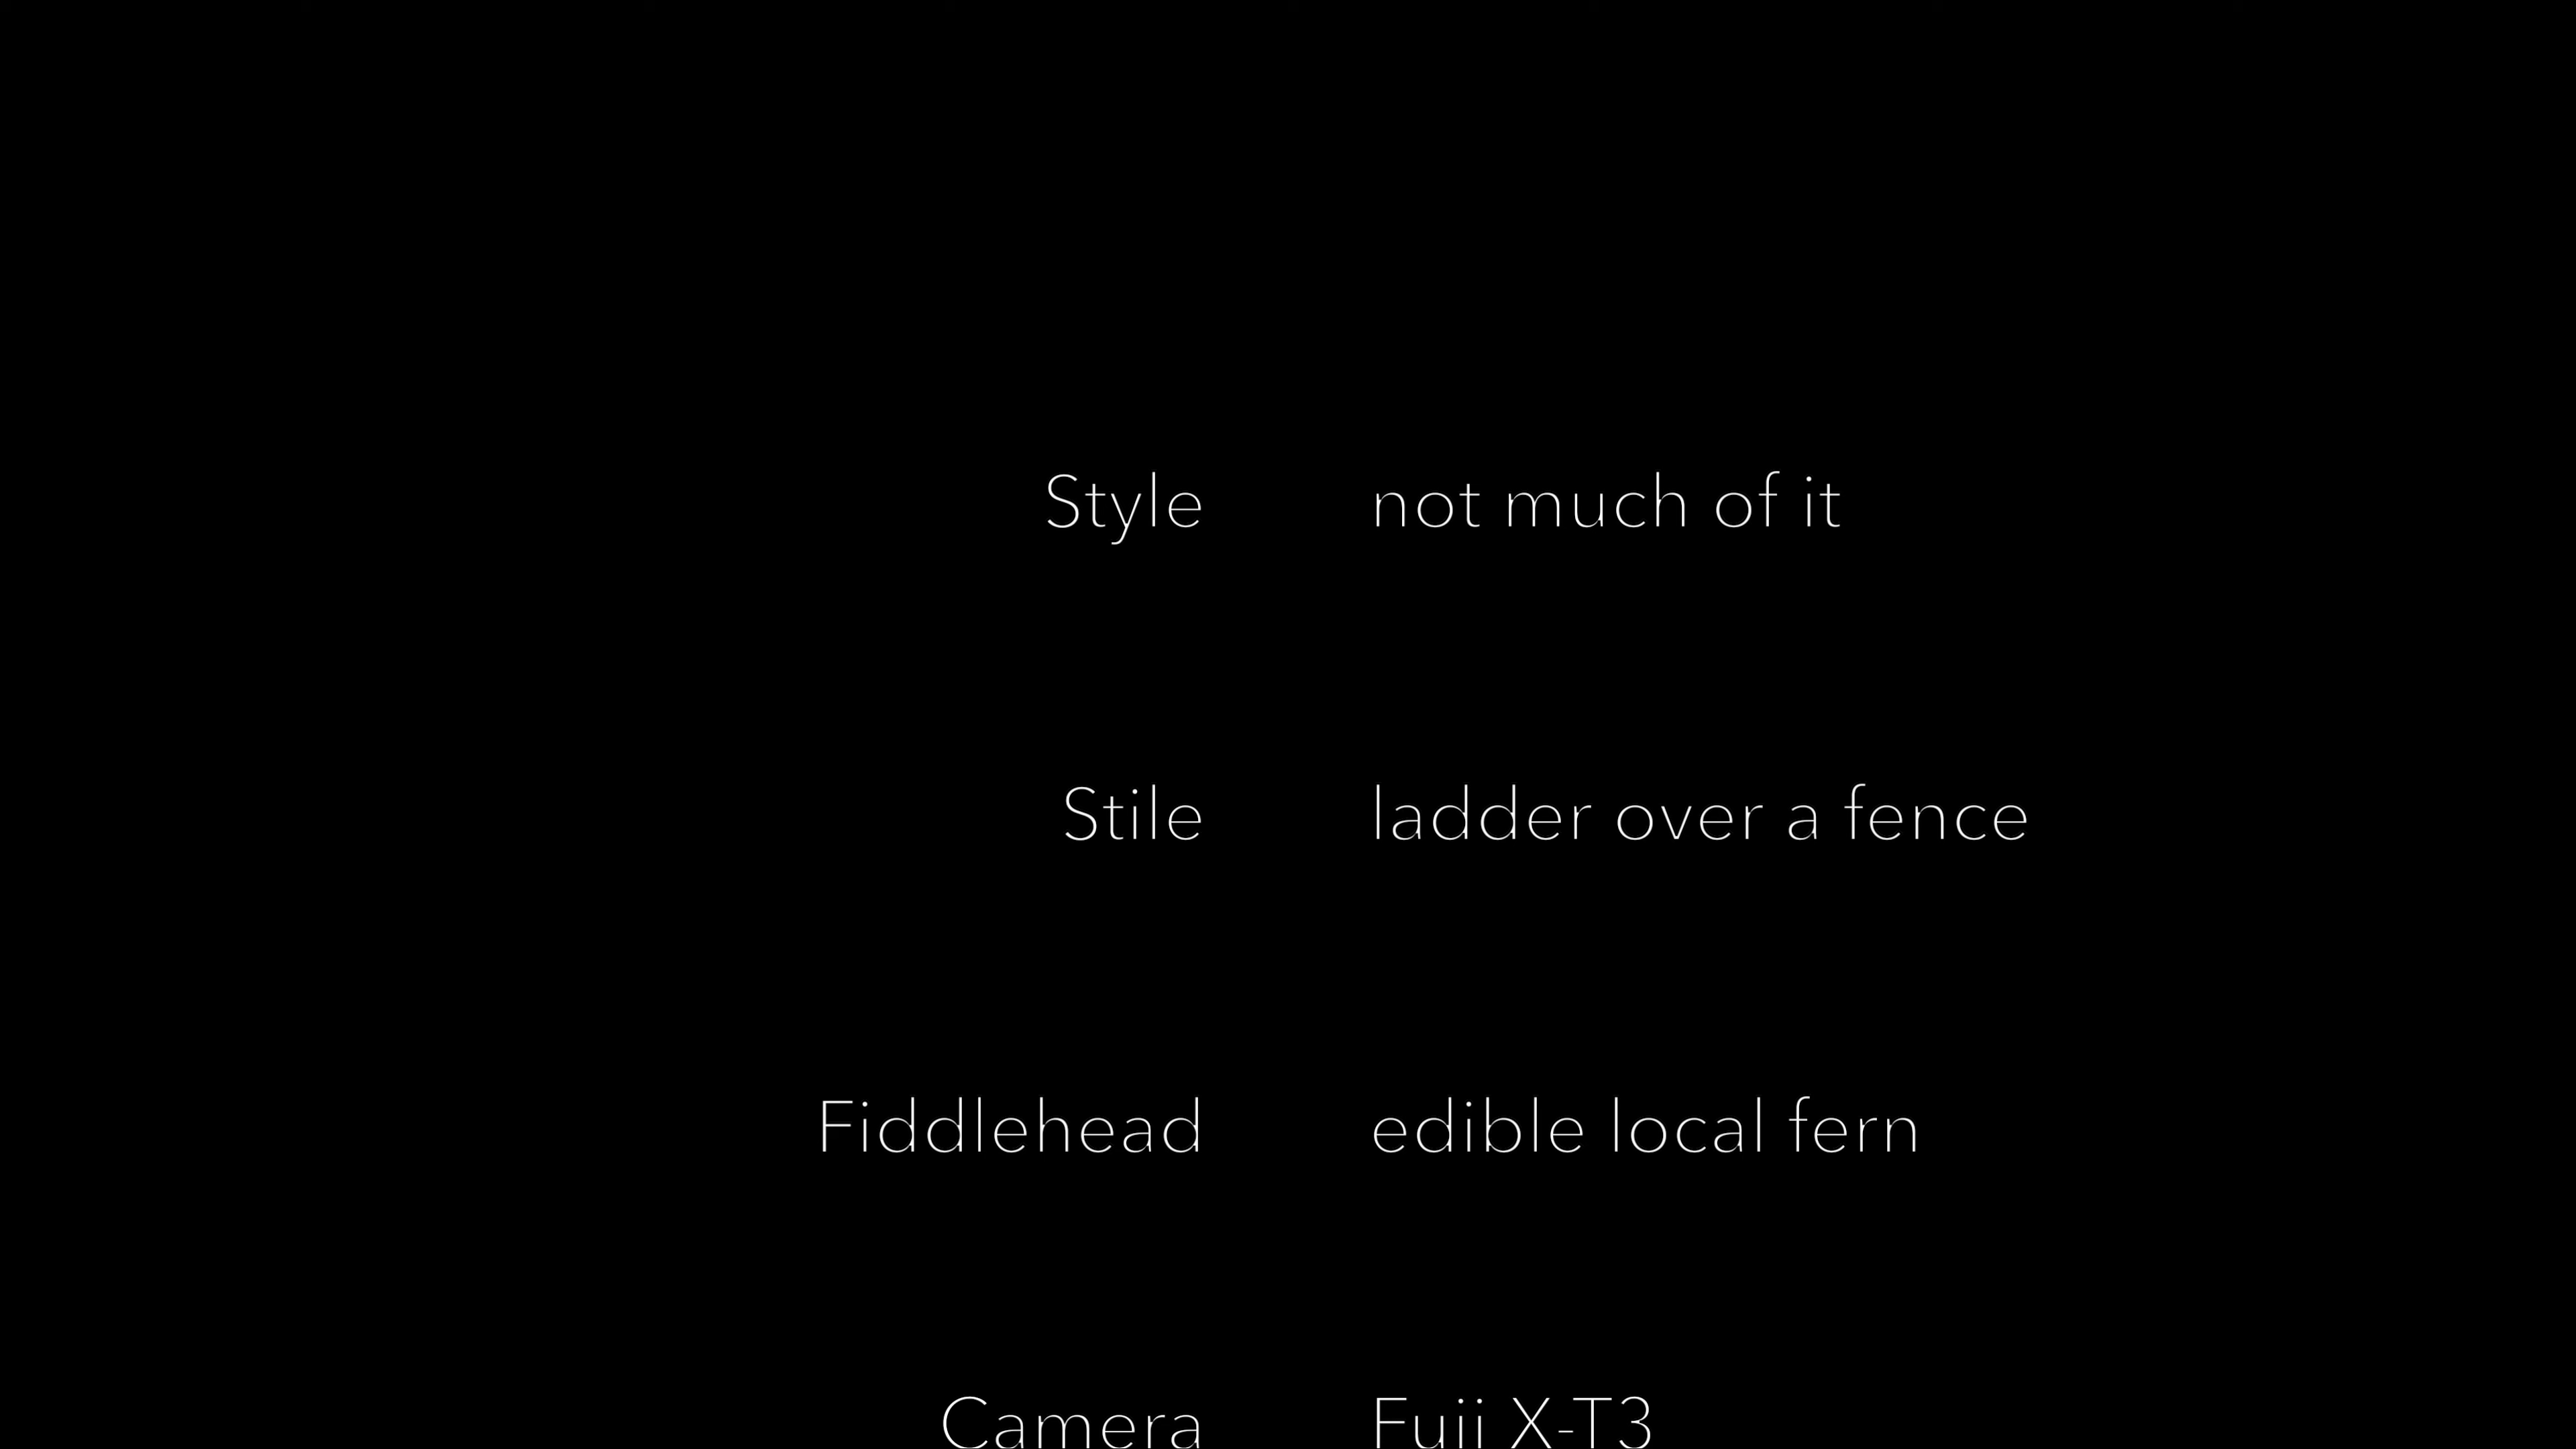 Style not much of it
Stile ladder over a fence
Fiddlehead edible local fern
Camera Fuji X-T3